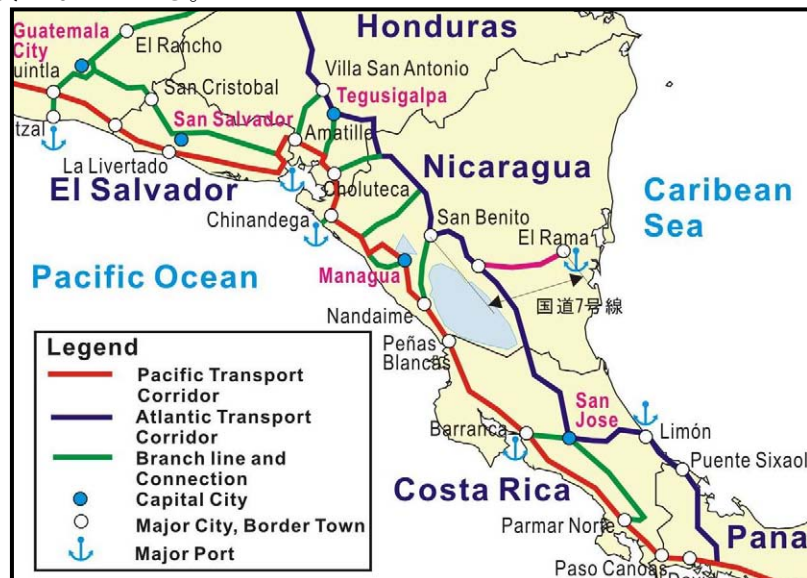 Guatemala
City
El Rancho
Honduras
uintla
San Cristobal
Villa San Antonio
San Salvador
Tegusigalpa
tzal
Amatille
La Livertado
Nicaragua
El Salvador
Choluteca
Caribean
Sea
Chinandega
San Benito
El Rama
Pacific Ocean
Managua
国道7号線
Nandaime
Peñas
Blancas
Legend
Pacific Transport
Corridor
Atlantic Transport
Corridor
Branch line and
Connection
Capital City
Major City, Border Town
Major Port
San
Jose
Barranca
Limón
Puente Sixaol
Costa Rica
Parmar Norte
Pana
Paso Canoas